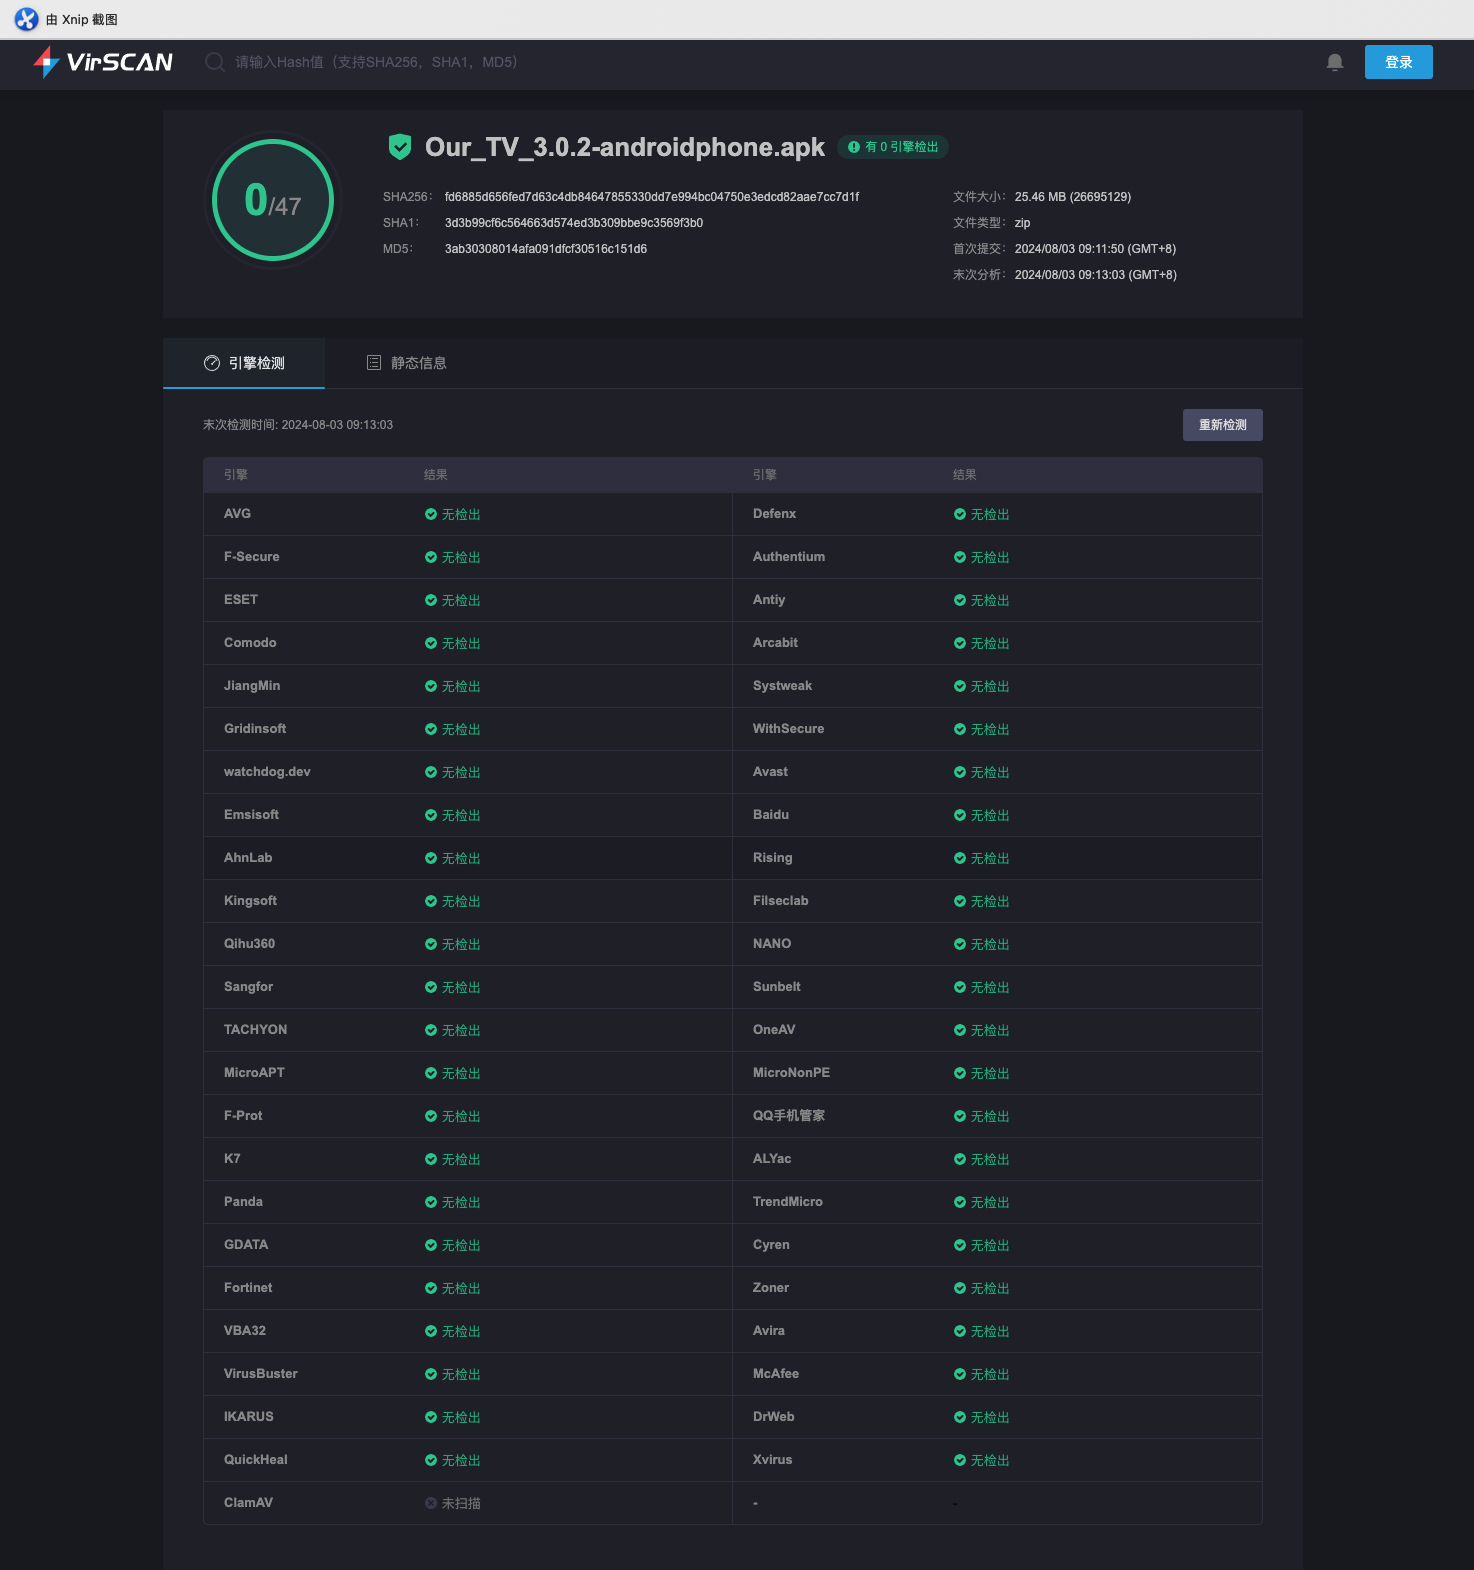 由 Xnip 截图
VirSCAN
请输入Hash值（支持SHA256，SHA1，MD5）
登录
0/47
Our_TV_3.0.2-androidphone.apk
有 0 引擎检出
SHA256： fd6885d656fed7d63c4db84647855330dd7e994bc04750e3edcd82aae7cc7d1f
文件大小： 25.46 MB (26695129)
SHA1： 3d3b99cf6c564663d574ed3b309bbe9c3569f3b0
文件类型： zip
MD5： 3ab30308014afa091dfcf30516c151d6
首次提交： 2024/08/03 09:11:50 (GMT+8)
末次分析： 2024/08/03 09:13:03 (GMT+8)
引擎检测 静态信息
末次检测时间: 2024-08-03 09:13:03
重新检测
引擎 结果 引擎 结果
AVG 无检出 Defenx 无检出
F-Secure 无检出 Authentium 无检出
ESET 无检出 Antiy 无检出
Comodo 无检出 Arcabit 无检出
JiangMin 无检出 Systweak 无检出
Gridinsoft 无检出 WithSecure 无检出
watchdog.dev 无检出 Avast 无检出
Emsisoft 无检出 Baidu 无检出
AhnLab 无检出 Rising 无检出
Kingsoft 无检出 Filseclab 无检出
Qihu360 无检出 NANO 无检出
Sangfor 无检出 Sunbelt 无检出
TACHYON 无检出 OneAV 无检出
MicroAPT 无检出 MicroNonPE 无检出
F-Prot 无检出 QQ手机管家 无检出
K7 无检出 ALYac 无检出
Panda 无检出 TrendMicro 无检出
GDATA 无检出 Cyren 无检出
Fortinet 无检出 Zoner 无检出
VBA32 无检出 Avira 无检出
VirusBuster 无检出 McAfee 无检出
IKARUS 无检出 DrWeb 无检出
QuickHeal 无检出 Xvirus 无检出
ClamAV 未扫描 - -